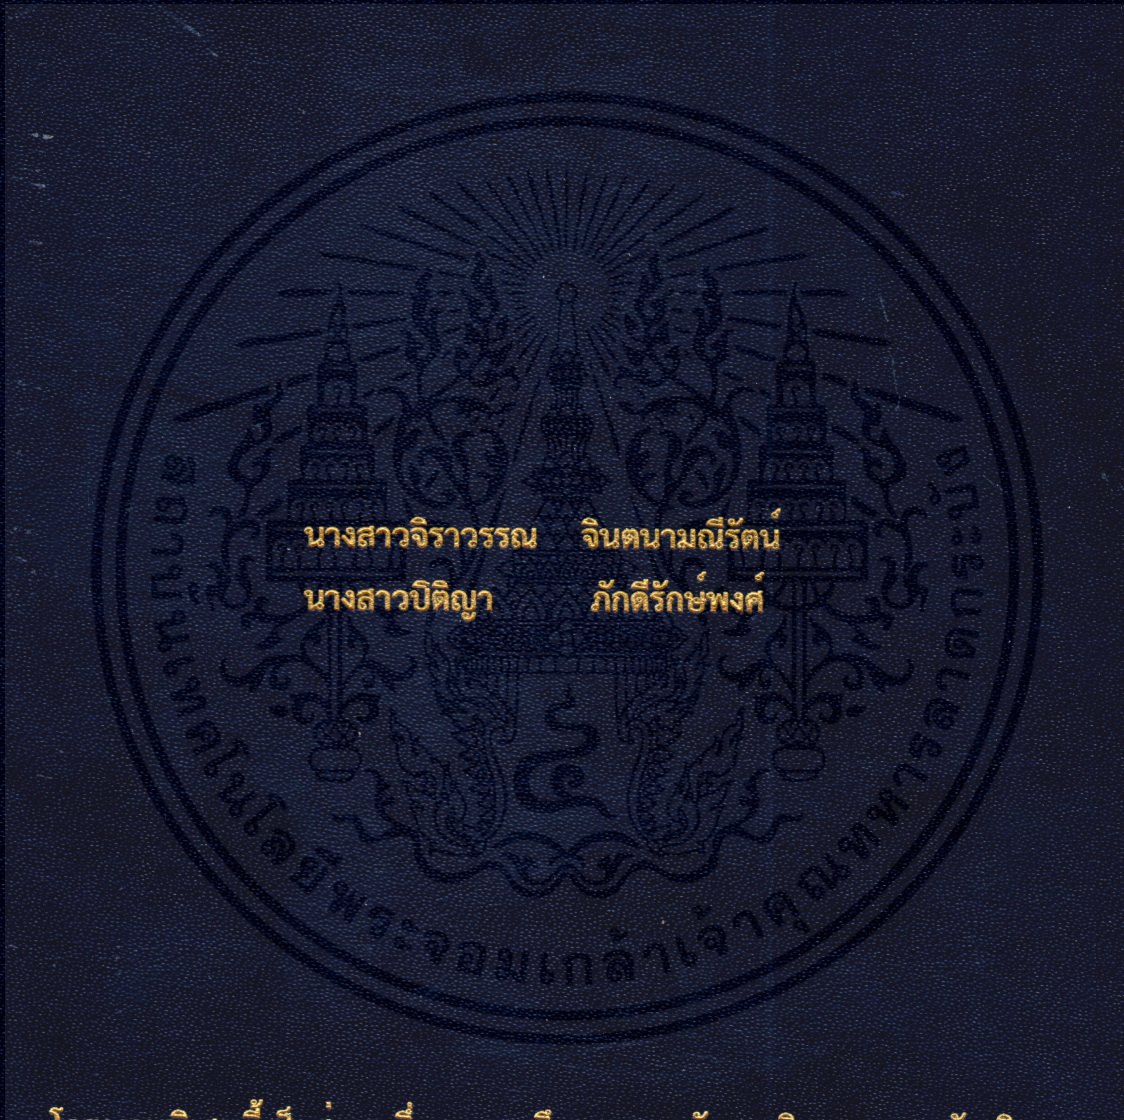 นางสาวจิราวรรณ จินตนามณีรัตน์
นางสาวปิติญา ภักดีรักษ์พงศ์
สถาบันเทคโนโลยีพระจอมเกล้าเจ้าคุณทหารลาดกระบัง